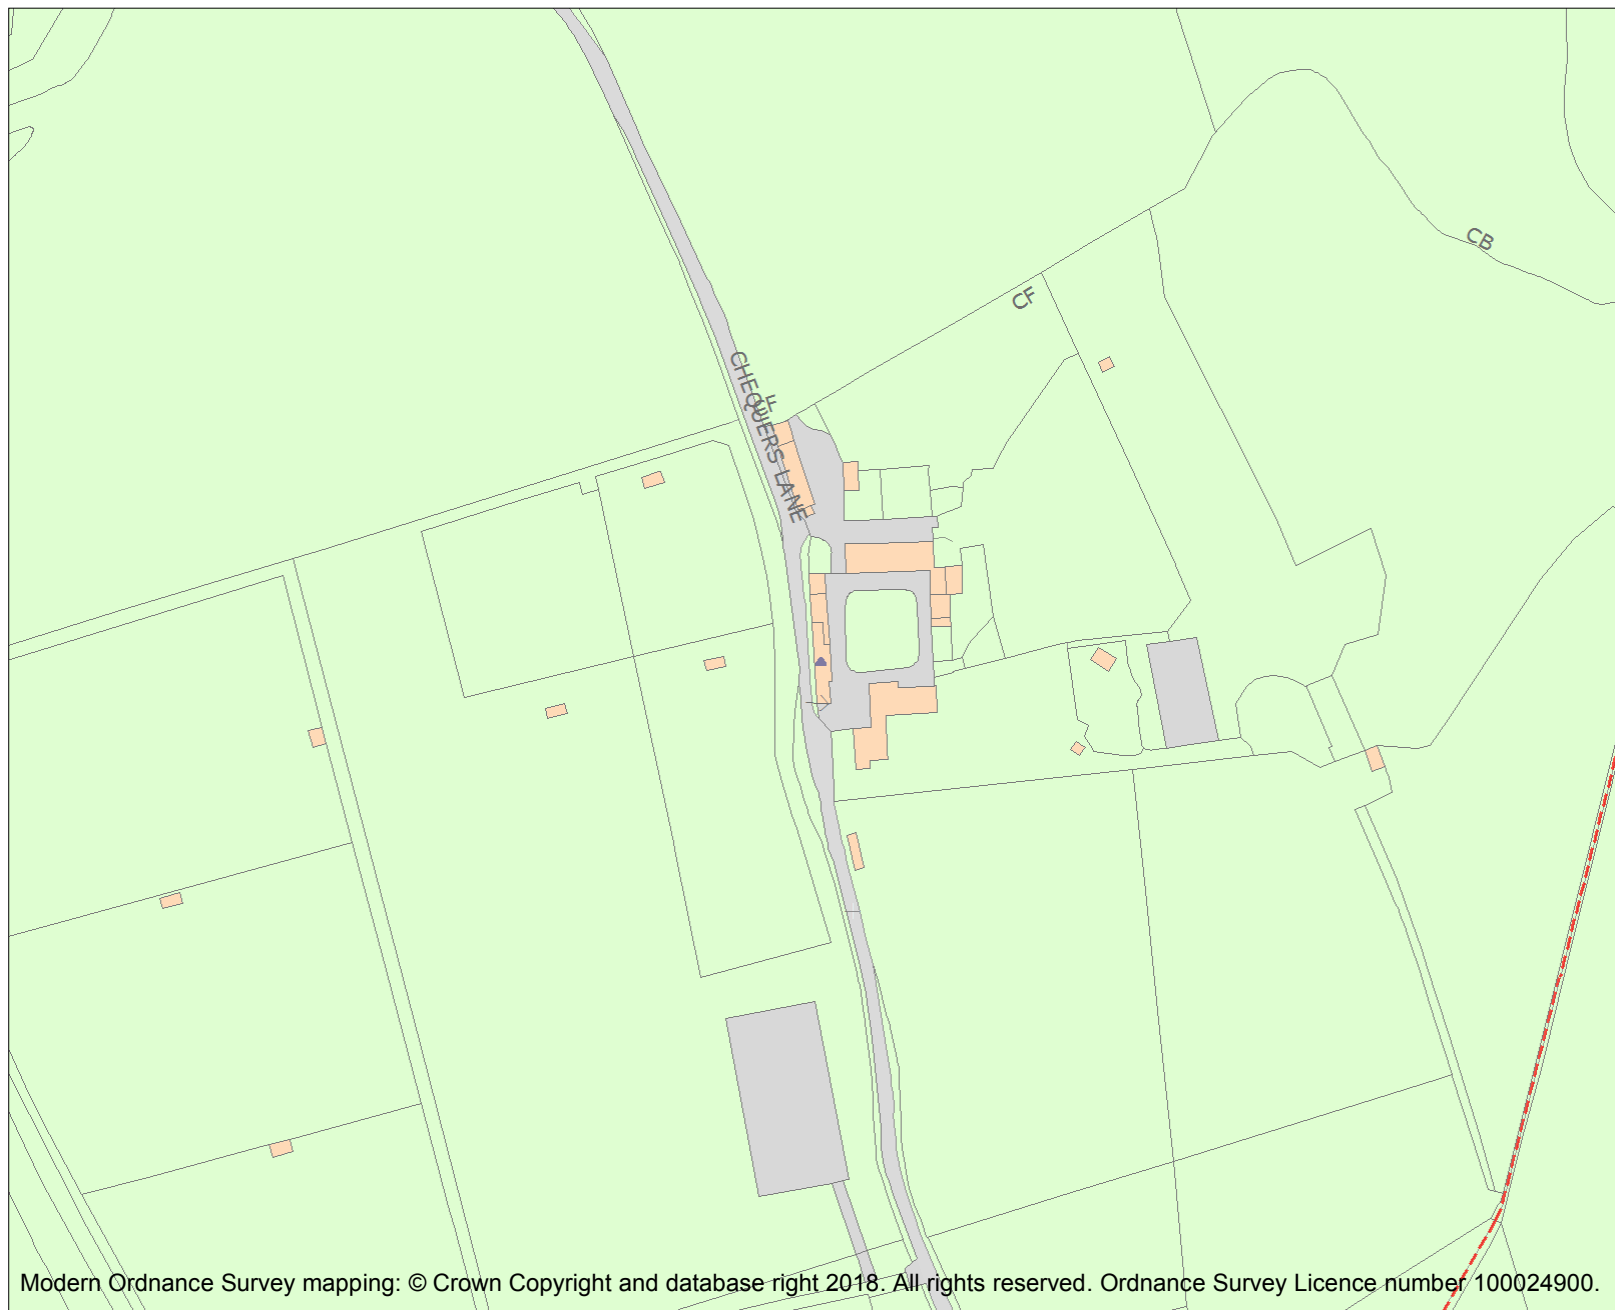 CB
CF
CHEQUERS LANE
Modern Ordnance Survey mapping: © Crown Copyright and database right 2018. All rights reserved. Ordnance Survey Licence number 100024900.